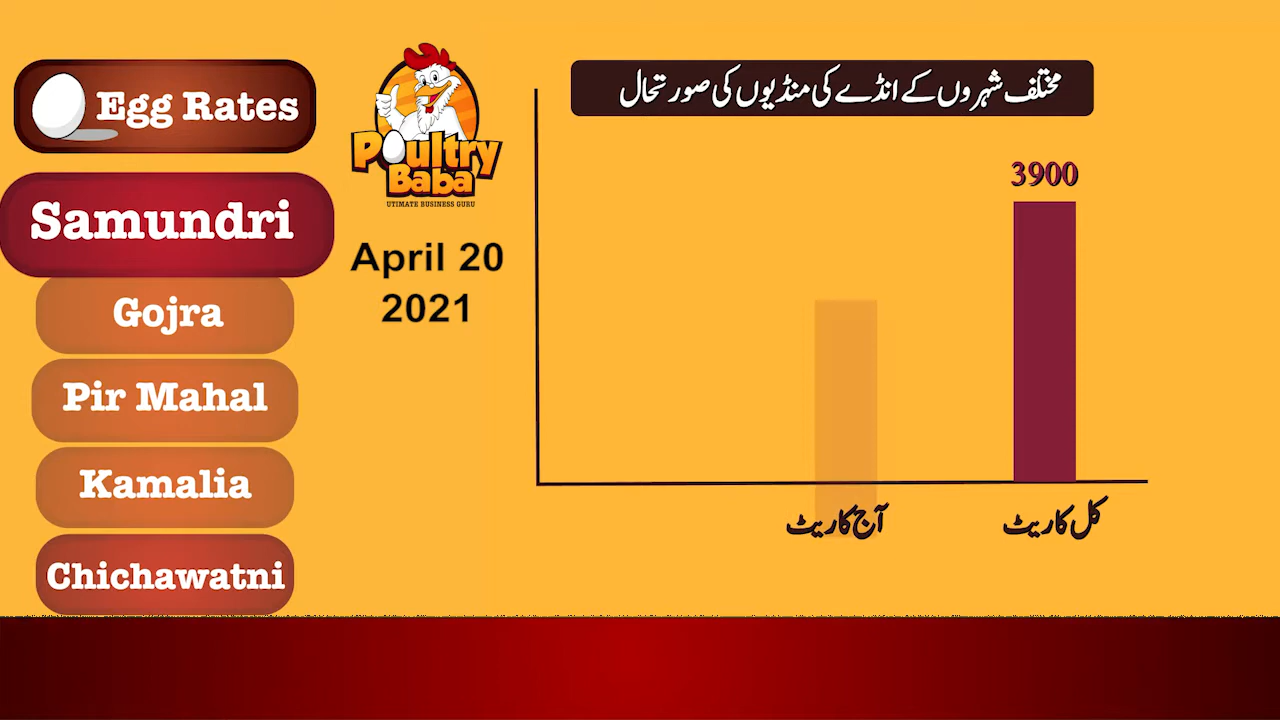 Egg Rates
Samundri
Gojra
Pir Mahal
Kamalia
Chichawatni
Poultry
Baba
UTIMATE BUSINESS GURU
April 20
2021
مختلف شہروں کے انڈے کی منڈیوں کی صورتحال
3900
کل کا ریٹ
آج کا ریٹ